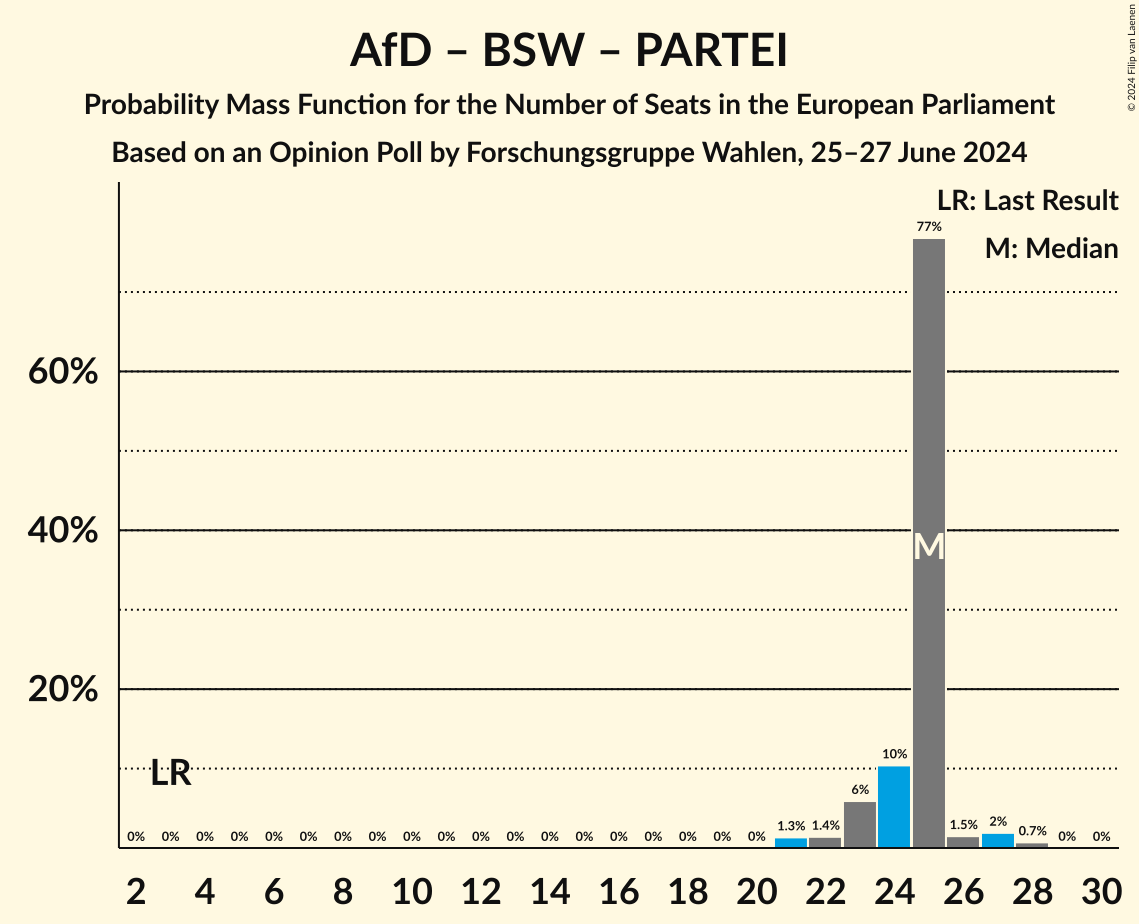 AfD – BSW – PARTEI
Probability Mass Function for the Number of Seats in the European Parliament
Based on an Opinion Poll by Forschungsgruppe Wahlen, 25–27 June 2024
© 2024 Filip van Laenen
LR: Last Result
M: Median
77%
60%
40%
M
20%
LR
10%
6%
0% 0% 0% 0% 0% 0% 0% 0% 0% 0% 0% 0% 0% 0% 0% 0% 0% 0% 0% 1.3% 1.4% 1.5% 2% 0.7% 0% 0%
2 4 6 8 10 12 14 16 18 20 22 24 26 28 30